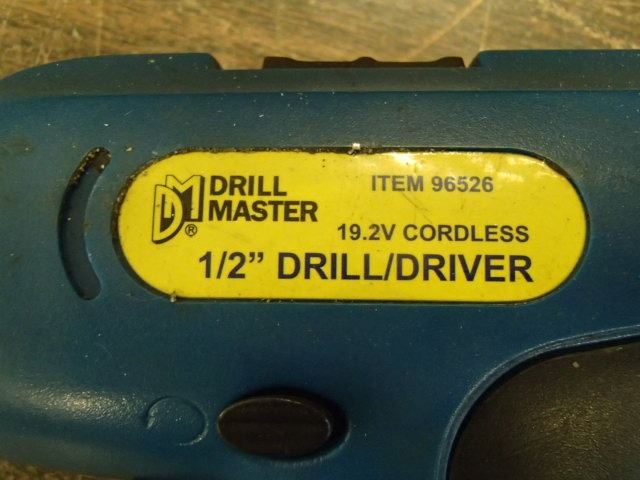 DM® DRILL MASTER
ITEM 96526
19.2V CORDLESS
1/2” DRILL/DRIVER